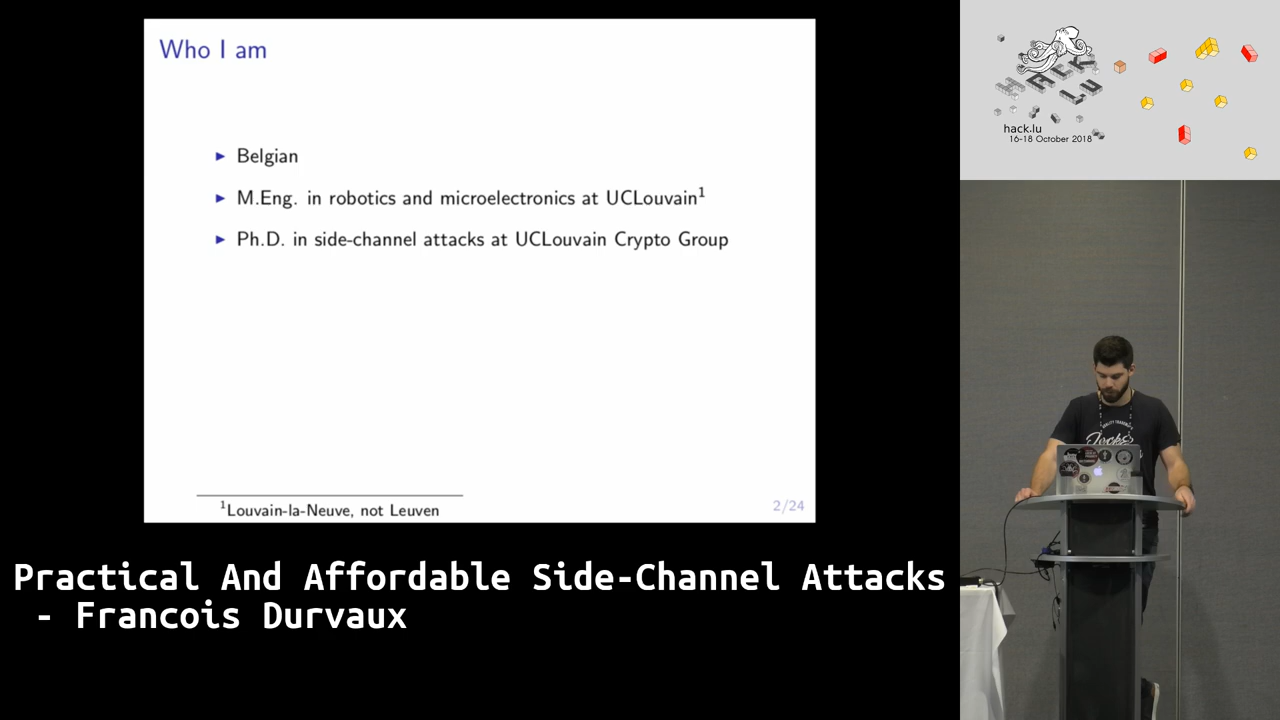 Who I am
► Belgian
► M.Eng. in robotics and microelectronics at UCLouvain¹
► Ph.D. in side-channel attacks at UCLouvain Crypto Group
¹Louvain-la-Neuve, not Leuven
2/24
Practical And Affordable Side-Channel Attacks
- Francois Durvaux
HACK
LU
hack.lu
16-18 October 2018